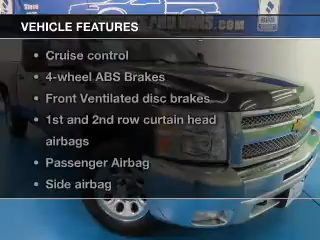 .COM
VEHICLE FEATURES
• Cruise control
• 4-wheel ABS Brakes
• Front Ventilated disc brakes
• 1st and 2nd row curtain head
airbags
• Passenger Airbag
• Side airbag